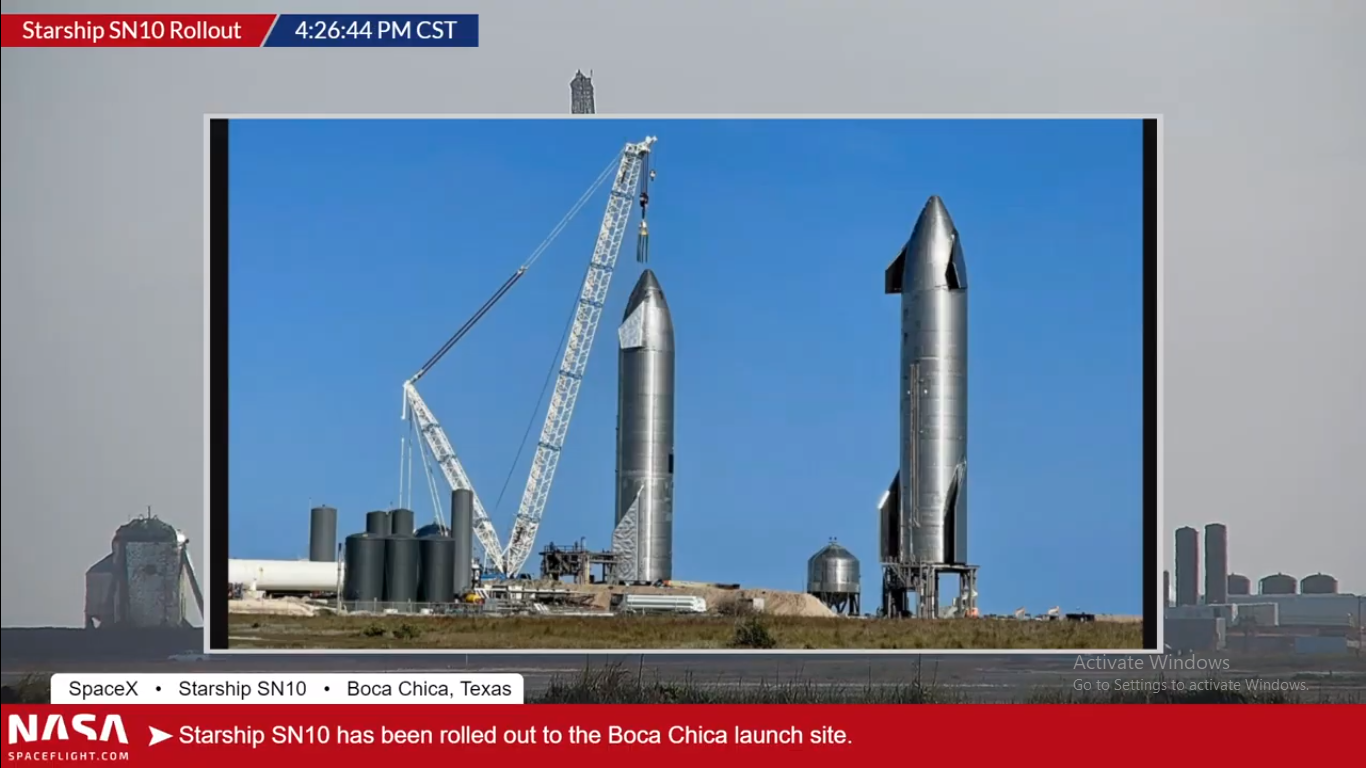 Starship SN10 Rollout
4:26:44 PM CST
Activate Windows
Go to Settings to activate Windows.
SpaceX • Starship SN10 • Boca Chica, Texas
NASA
SPACEFLIGHT.COM
➤ Starship SN10 has been rolled out to the Boca Chica launch site.